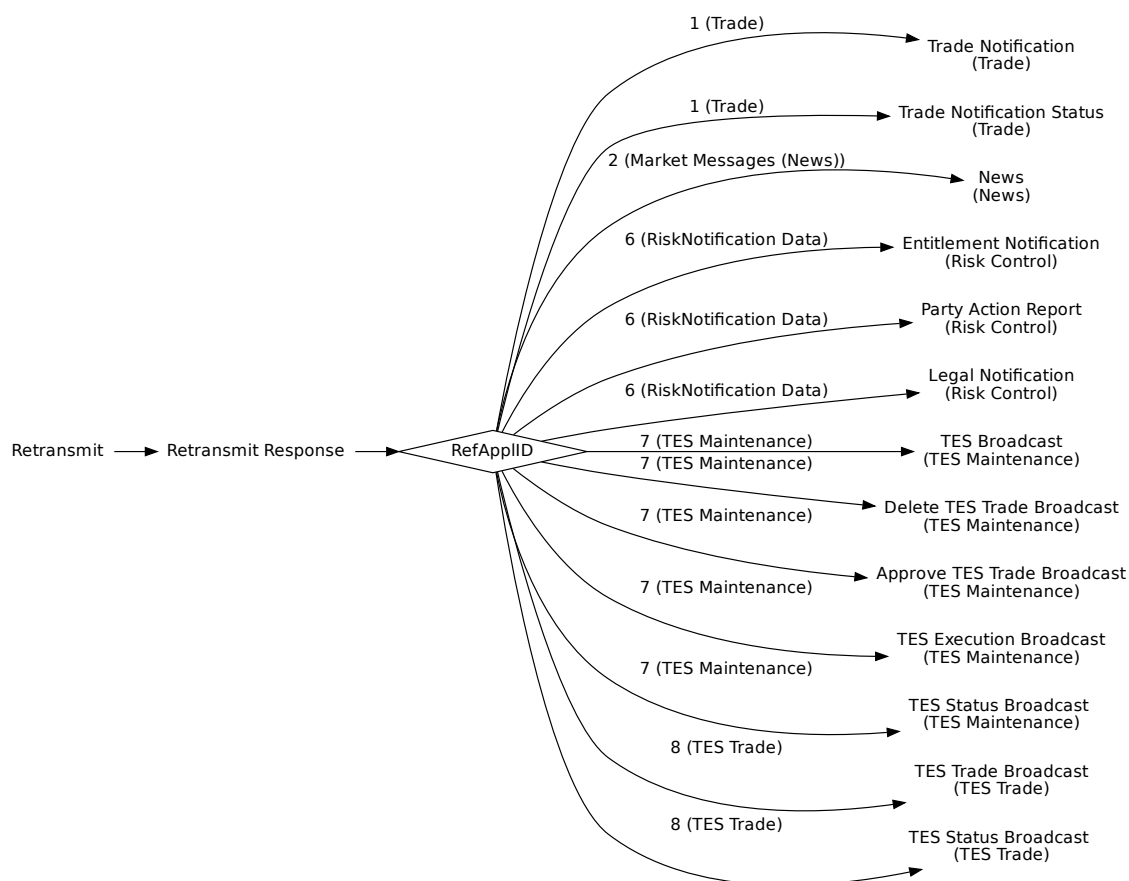 1 (Trade)
Trade Notification
(Trade)
1 (Trade)
Trade Notification Status
(Trade)
2 (Market Messages (News))
News
(News)
6 (RiskNotification Data)
Entitlement Notification
(Risk Control)
6 (RiskNotification Data)
Party Action Report
(Risk Control)
6 (RiskNotification Data)
Legal Notification
(Risk Control)
Retransmit
Retransmit Response
RefApplID
7 (TES Maintenance)
TES Broadcast
(TES Maintenance)
7 (TES Maintenance)
Delete TES Trade Broadcast
(TES Maintenance)
7 (TES Maintenance)
Approve TES Trade Broadcast
(TES Maintenance)
7 (TES Maintenance)
TES Execution Broadcast
(TES Maintenance)
7 (TES Maintenance)
TES Status Broadcast
(TES Maintenance)
8 (TES Trade)
TES Trade Broadcast
(TES Trade)
8 (TES Trade)
TES Status Broadcast
(TES Trade)